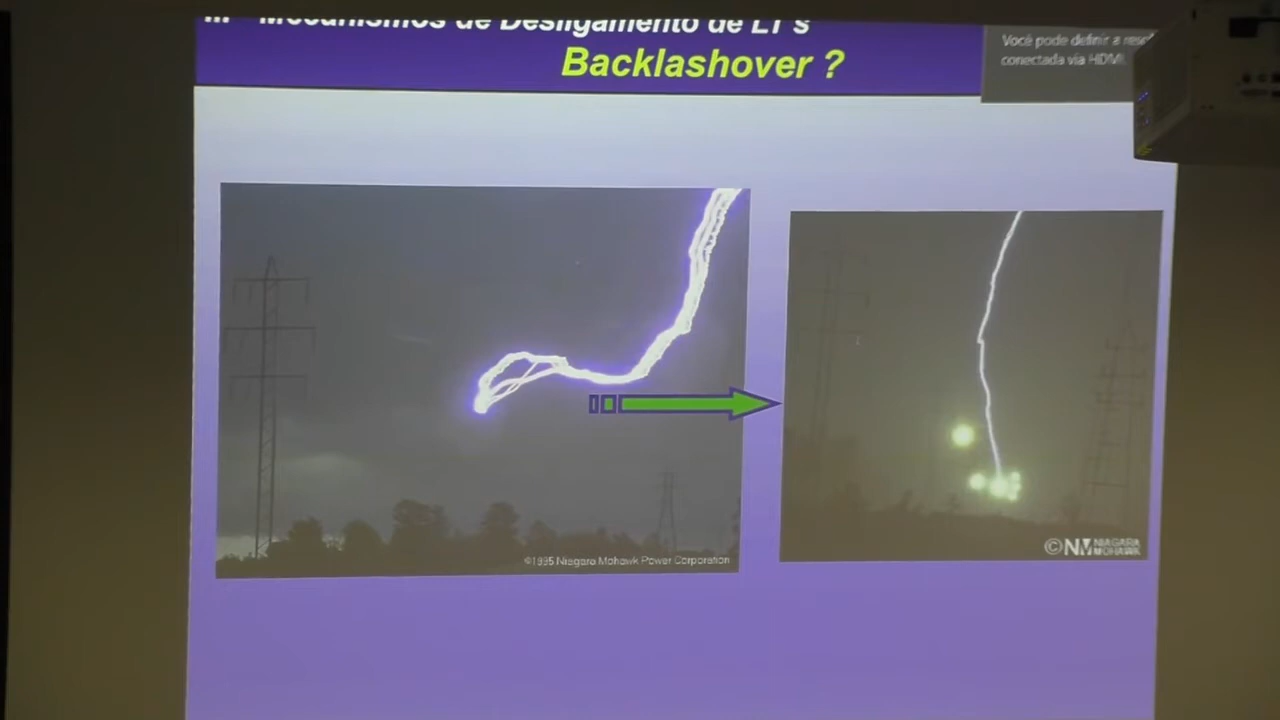 III - Mecanismos de Desligamento de LT's
Backlashover ?
Você pode definir a
conectada via HDMI
©1995 Niagara Mohawk Power Corporation
© NM NIAGARA
MOHAWK